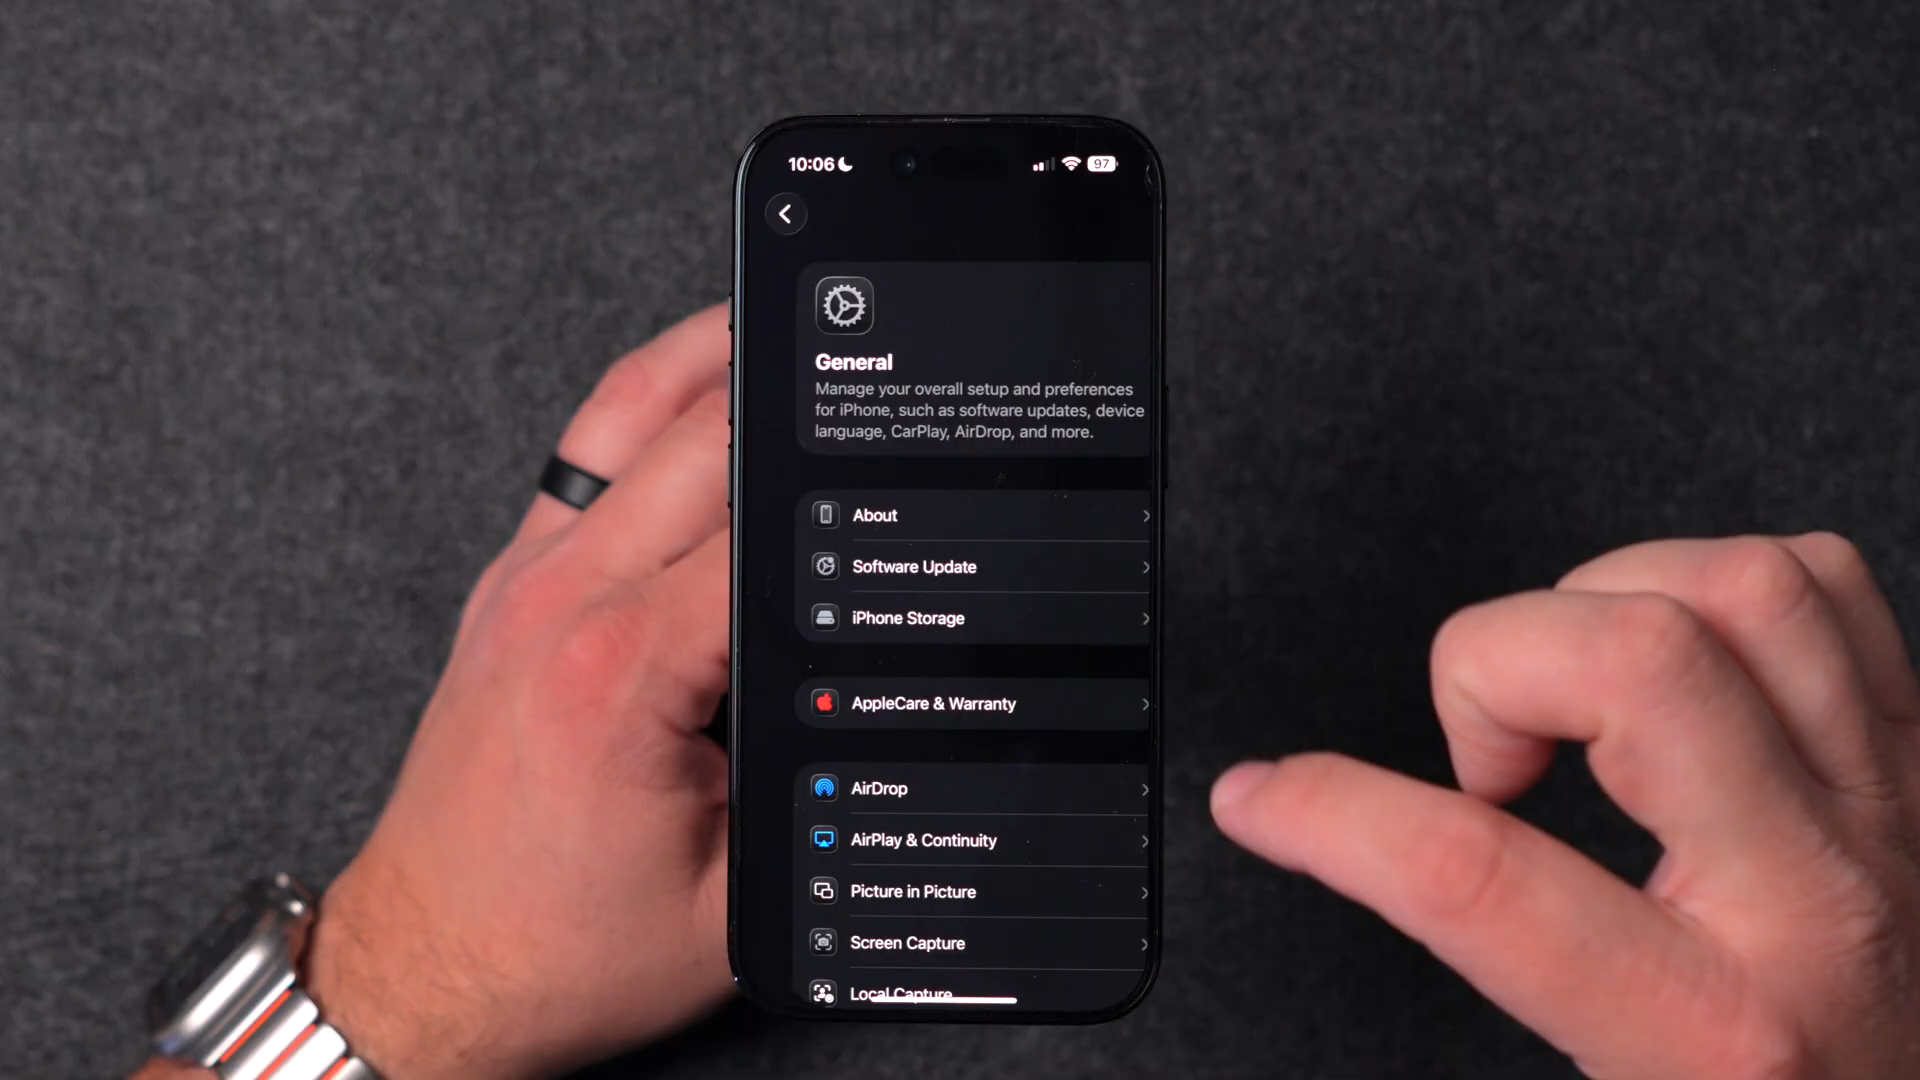 10:06
97
General
Manage your overall setup and preferences
for iPhone, such as software updates, device
language, CarPlay, AirDrop, and more.
About
Software Update
iPhone Storage
AppleCare & Warranty
AirDrop
AirPlay & Continuity
Picture in Picture
Screen Capture
Local Capture